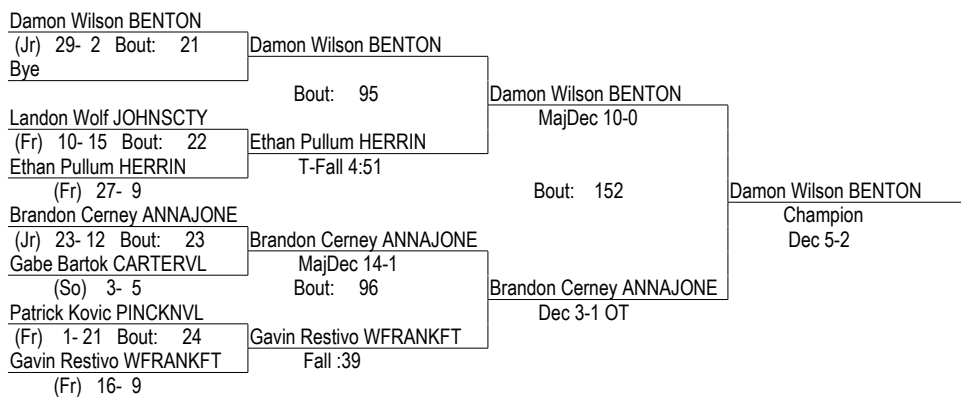 Damon Wilson BENTON
(Jr) 29- 2 Bout: 21
Bye
Damon Wilson BENTON
Bout: 95
Landon Wolf JOHNSCTY
(Fr) 10- 15 Bout: 22
Ethan Pullum HERRIN
(Fr) 27- 9
Ethan Pullum HERRIN
T-Fall 4:51
Damon Wilson BENTON
MajDec 10-0
Bout: 152
Brandon Cerney ANNAJONE
(Jr) 23- 12 Bout: 23
Gabe Bartok CARTERVL
(So) 3- 5
Brandon Cerney ANNAJONE
MajDec 14-1
Bout: 96
Patrick Kovic PINCKNVL
(Fr) 1- 21 Bout: 24
Gavin Restivo WFRANKFT
(Fr) 16- 9
Gavin Restivo WFRANKFT
Fall :39
Brandon Cerney ANNAJONE
Dec 3-1 OT
Damon Wilson BENTON
Champion
Dec 5-2